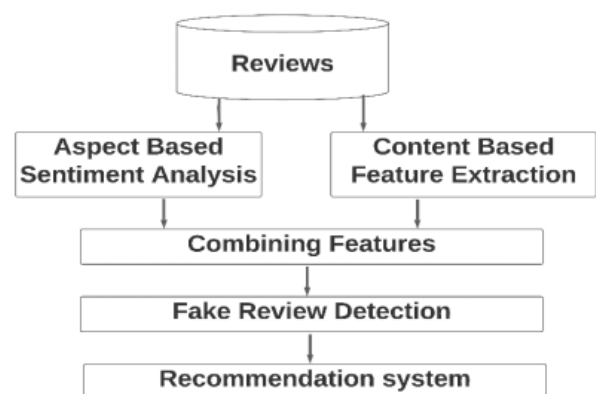 Reviews
Aspect Based
Sentiment Analysis
Content Based
Feature Extraction
Combining Features
Fake Review Detection
Recommendation system